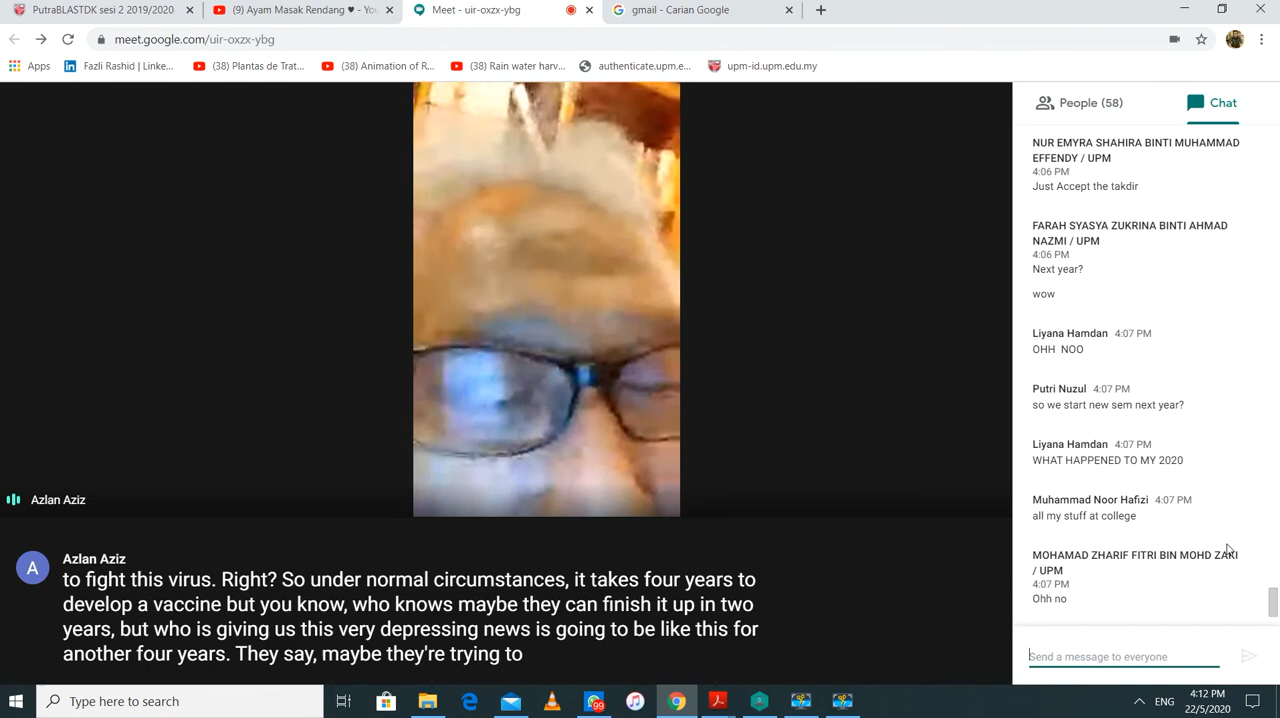 PutraBLASTDK sesi 2 2019/2020
(9) Ayam Masak Rendang ♥ - You
Meet - uir-oxzx-ybg
gmail - Carian Google
meet.google.com/uir-oxzx-ybg
Apps
Fazli Rashid | Linke...
(38) Plantas de Trat...
(38) Animation of R...
(38) Rain water harv...
authenticate.upm.e...
upm-id.upm.edu.my
People (58)
Chat
NUR EMYRA SHAHIRA BINTI MUHAMMAD
EFFENDY / UPM
4:06 PM
Just Accept the takdir
FARAH SYASYA ZUKRINA BINTI AHMAD
NAZMI / UPM
4:06 PM
Next year?
wow
Liyana Hamdan 4:07 PM
OHH NOO
Putri Nuzul 4:07 PM
so we start new sem next year?
Liyana Hamdan 4:07 PM
WHAT HAPPENED TO MY 2020
Muhammad Noor Hafizi 4:07 PM
all my stuff at college
MOHAMAD ZHARIF FITRI BIN MOHD ZAKI
/ UPM
4:07 PM
Ohh no
Send a message to everyone
Azlan Aziz
A
Azlan Aziz
to fight this virus. Right? So under normal circumstances, it takes four years to
develop a vaccine but you know, who knows maybe they can finish it up in two
years, but who is giving us this very depressing news is going to be like this for
another four years. They say, maybe they're trying to
Type here to search
99
ENG
4:12 PM
22/5/2020